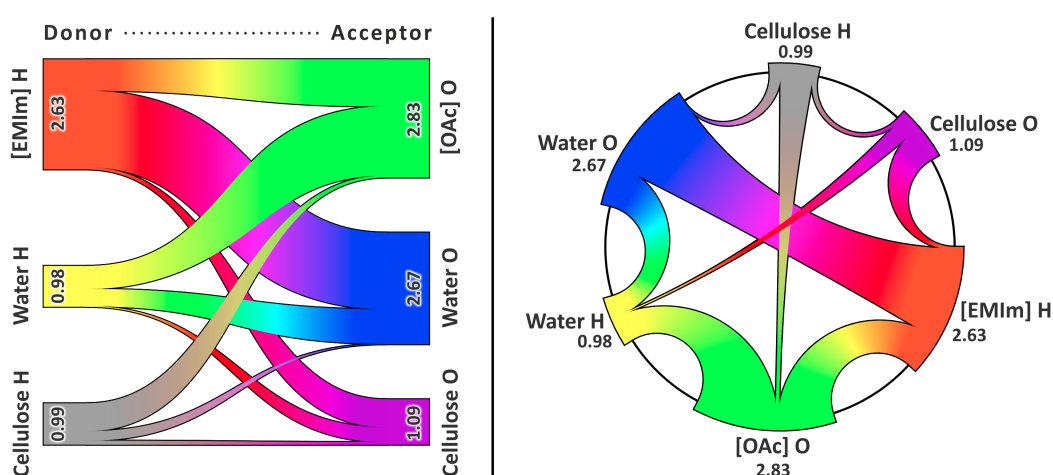 Donor ........................ Acceptor
[EMIm] H
2.63
2.83
[OAc] O
Water H
0.98
2.67
Water O
Cellulose H
0.99
1.09
Cellulose O
Cellulose H
0.99
Cellulose O
1.09
Water O
2.67
[EMIm] H
2.63
Water H
0.98
[OAc] O
2.83